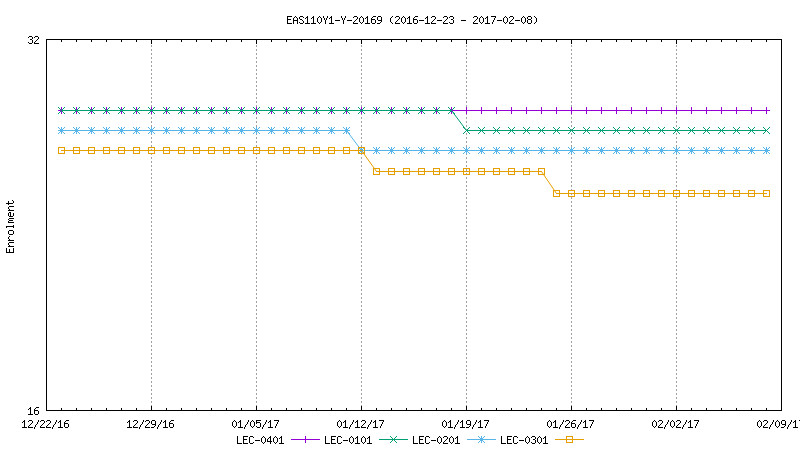 EAS110Y1-Y-20169 (2016-12-23 - 2017-02-08)
32
Enrolment
16
12/22/16 12/29/16 01/05/17 01/12/17 01/19/17 01/26/17 02/02/17 02/09/1
LEC-0401 LEC-0101 LEC-0201 LEC-0301